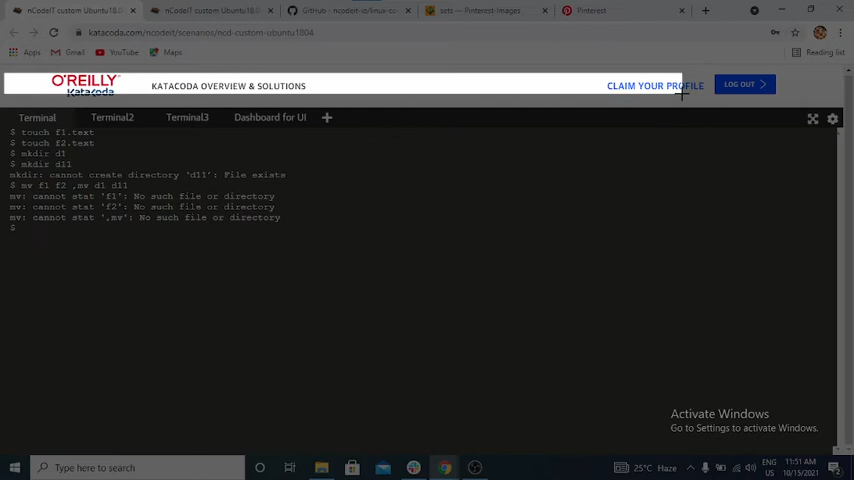 nCodeIT custom Ubuntu18.0
nCodeIT custom Ubuntu18.0
GitHub - ncodeit-io/linux-co
sets — Pinterest-Images
Pinterest
katacoda.com/ncodeit/scenarios/ncd-custom-ubuntu1804
Apps
Gmail
YouTube
Maps
Reading list
O'REILLY
Katacoda
KATACODA OVERVIEW & SOLUTIONS
CLAIM YOUR PROFILE
LOG OUT
Terminal
Terminal2
Terminal3
Dashboard for UI
$ touch f1.text
$ touch f2.text
$ mkdir d1
$ mkdir d11
mkdir: cannot create directory 'd11': File exists
$ mv f1 f2 ,mv d1 d11
mv: cannot stat 'f1': No such file or directory
mv: cannot stat 'f2': No such file or directory
mv: cannot stat ',mv': No such file or directory
$
Activate Windows
Go to Settings to activate Windows.
Type here to search
25°C Haze
ENG
US
11:51 AM
10/15/2021
2